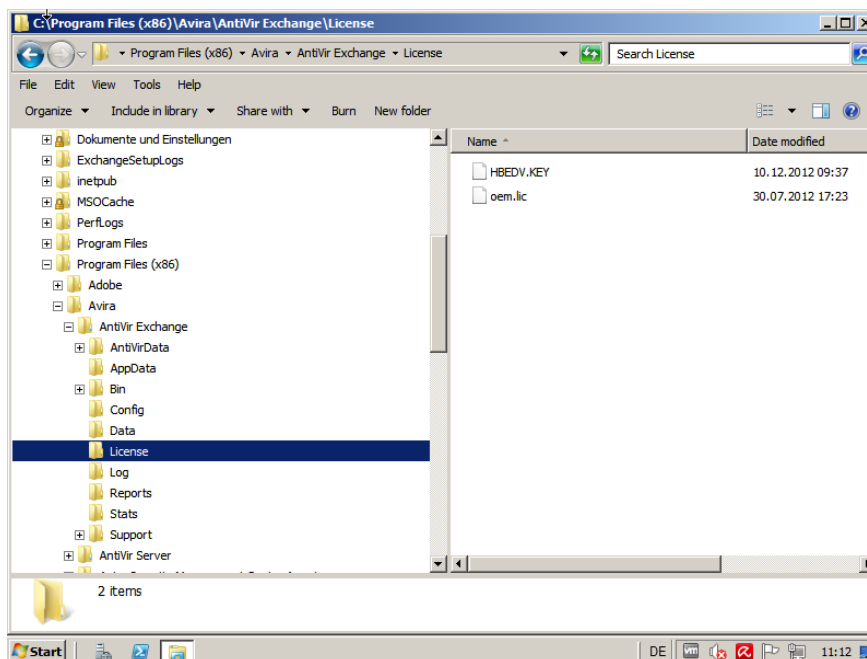 C:\Program Files (x86)\Avira\AntiVir Exchange\License
Program Files (x86) Avira AntiVir Exchange License
Search License
File Edit View Tools Help
Organize Include in library Share with Burn New folder
Name Date modified
Dokumente und Einstellungen
ExchangeSetupLogs
inetpub
MSOCache
PerfLogs
Program Files
Program Files (x86)
Adobe
Avira
AntiVir Exchange
AntiVirData
AppData
Bin
Config
Data
License
Log
Reports
Stats
Support
AntiVir Server
HBEDV.KEY 10.12.2012 09:37
oem.lic 30.07.2012 17:23
2 items
Start
DE
vm
11:12